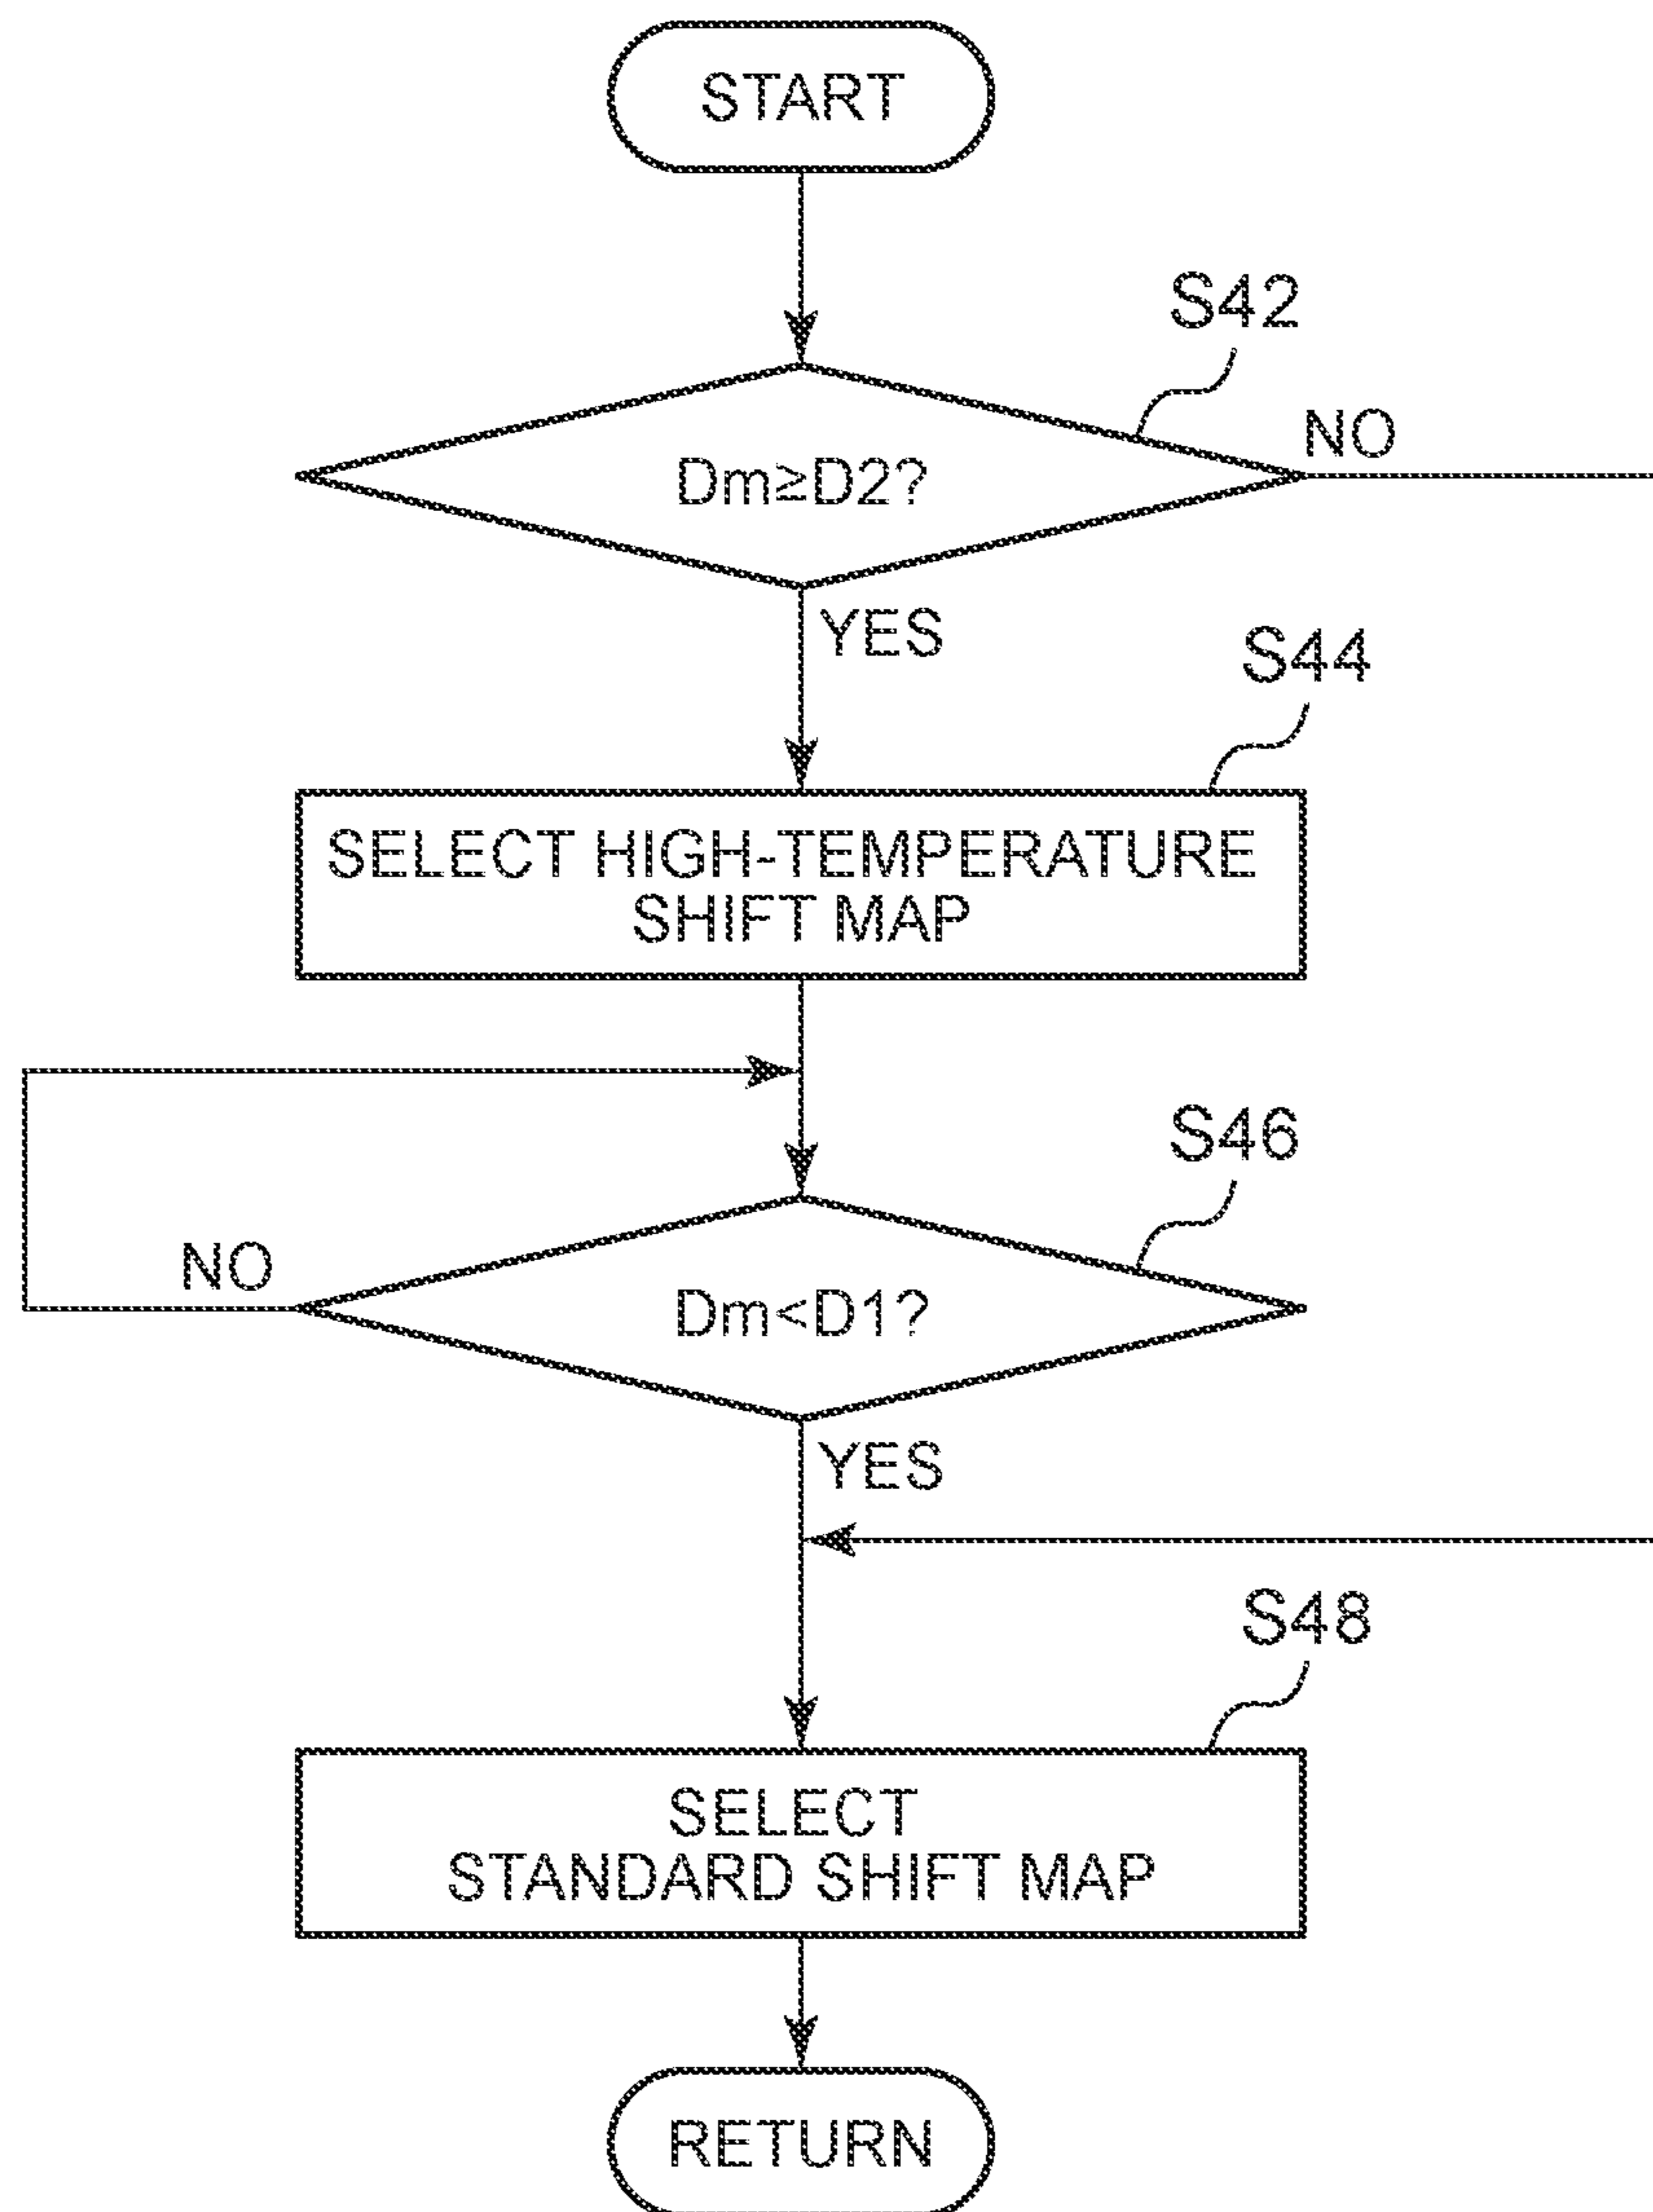 START
S42
NO
Dm≥D2?
YES
S44
SELECT HIGH-TEMPERATURE
SHIFT MAP
S46
NO
Dm<D1?
YES
S48
SELECT
STANDARD SHIFT MAP
RETURN